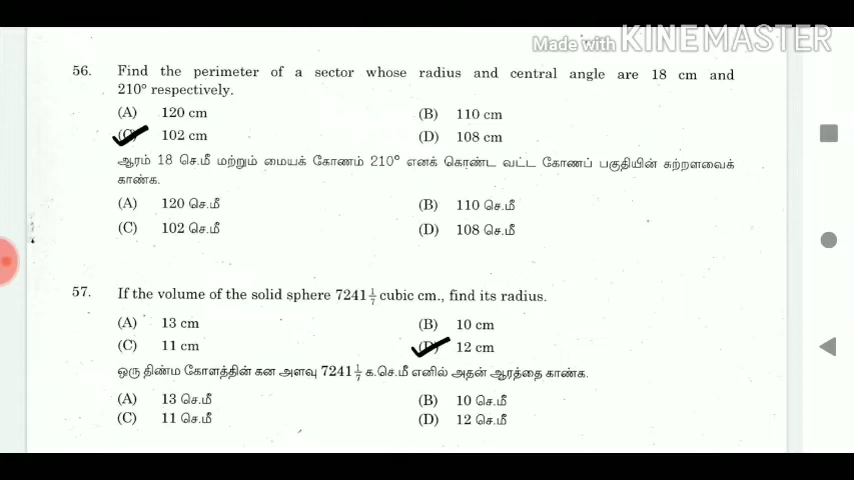 Made with KINEMASTER
56. Find the perimeter of a sector whose radius and central angle are 18 cm and
210° respectively.
(A) 120 cm (B) 110 cm
(C) 102 cm (D) 108 cm
ஆரம் 18 செ.மீ மற்றும் மையக் கோணம் 210° எனக் கொண்ட வட்ட கோணப் பகுதியின் சுற்றளவைக்
காண்க.
(A) 120 செ.மீ (B) 110 செ.மீ
(C) 102 செ.மீ (D) 108 செ.மீ
57. If the volume of the solid sphere 7241 1/7 cubic cm., find its radius.
(A) 13 cm (B) 10 cm
(C) 11 cm (D) 12 cm
ஒரு திண்ம கோளத்தின் கன அளவு 7241 1/7 க.செ.மீ எனில் அதன் ஆரத்தை காண்க.
(A) 13 செ.மீ (B) 10 செ.மீ
(C) 11 செ.மீ (D) 12 செ.மீ